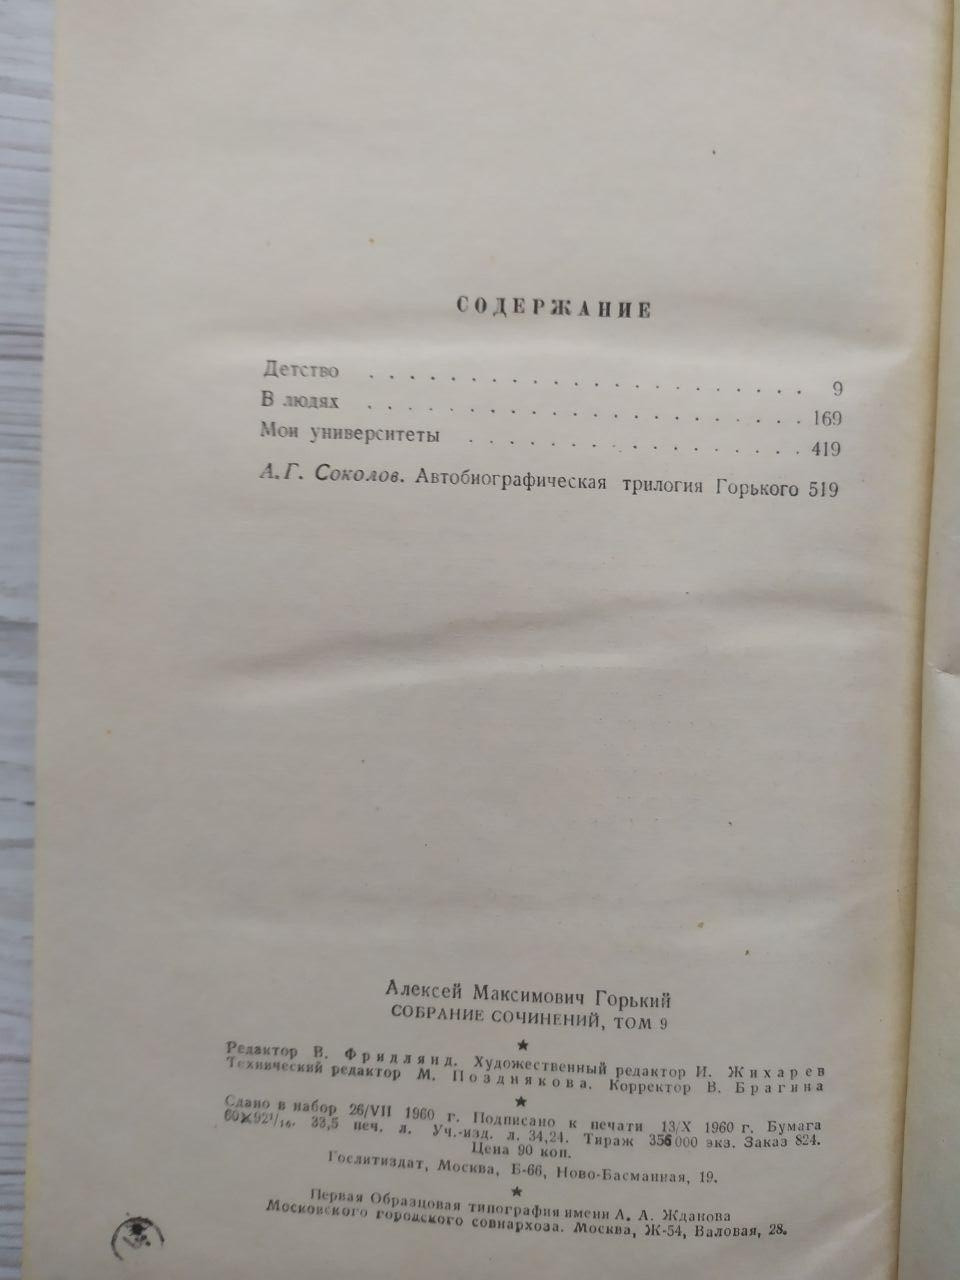 СОДЕРЖАНИЕ
Детство . . . . . . . . . . . . . . . . . . . . . . 9
В людях . . . . . . . . . . . . . . . . . . . . . . 169
Мои университеты . . . . . . . . . . . . . . . . . 419
А. Г. Соколов. Автобиографическая трилогия Горького 519
Алексей Максимович Горький
СОБРАНИЕ СОЧИНЕНИЙ, ТОМ 9
★
Редактор В. Фридлянд. Художественный редактор И. Жихарев
Технический редактор М. Позднякова. Корректор В. Брагина
★
Сдано в набор 26/VII 1960 г. Подписано к печати 13/X 1960 г. Бумага
60×92¹/₁₆. 33,5 печ. л. Уч.-изд. л. 34,24. Тираж 356 000 экз. Заказ 824.
Цена 90 коп.
Гослитиздат, Москва, Б-66, Ново-Басманная, 19.
★
Первая Образцовая типография имени А. А. Жданова
Московского городского совнархоза. Москва, Ж-54, Валовая, 28.